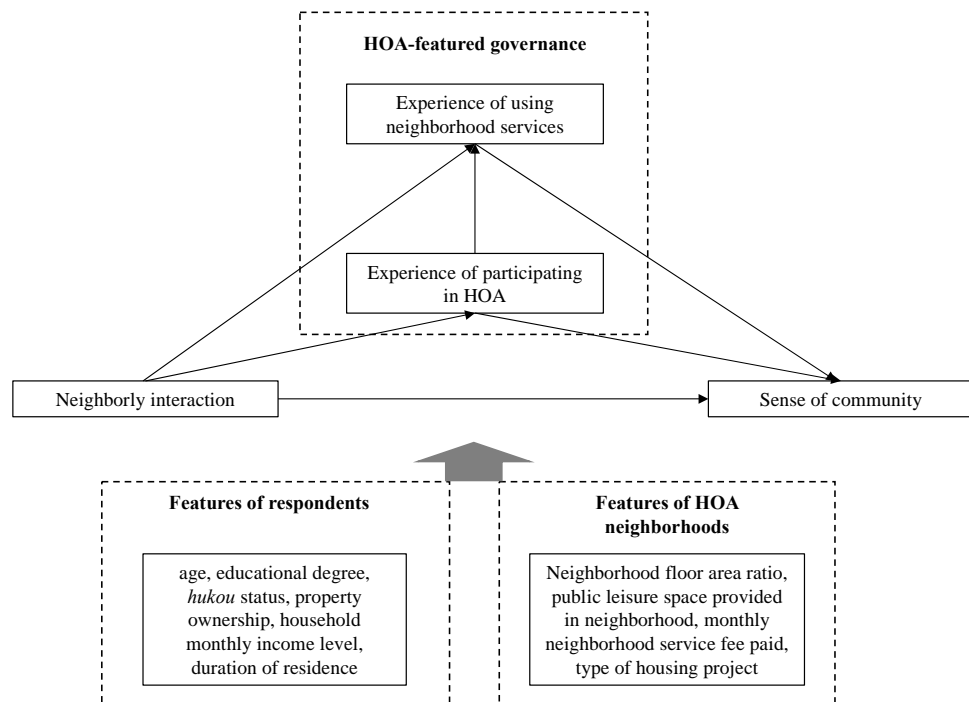 HOA-featured governance
Experience of using
neighborhood services
Experience of participating
in HOA
Neighborly interaction
Sense of community
Features of respondents
age, educational degree,
hukou status, property
ownership, household
monthly income level,
duration of residence
Features of HOA
neighborhoods
Neighborhood floor area ratio,
public leisure space provided
in neighborhood, monthly
neighborhood service fee paid,
type of housing project